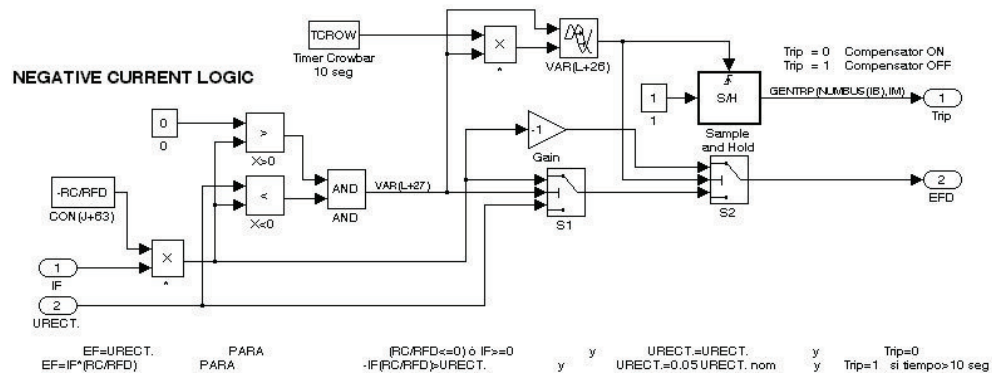 NEGATIVE CURRENT LOGIC
TCROW
Timer Crowbar
10 seg
×
^
VAR(L+26)
Trip = 0 Compensator ON
Trip = 1 Compensator OFF
1
1
S/H
Sample
and Hold
GENTRP(NUMBUS(IB),IM)
1
Trip
0
0
>
X>0
-1
Gain
-RC/RFD
CON(J+63)
<
X<0
AND
AND
VAR(L+27)
S1
S2
2
EFD
×
^
1
IF
2
URECT.
EF=URECT. PARA (RC/RFD<=0) ó IF>=0 y URECT.=URECT. y Trip=0
EF=IF*(RC/RFD) PARA -IF(RC/RFD)>URECT. y URECT.=0.05 URECT. nom y Trip=1 si tiempo>10 seg